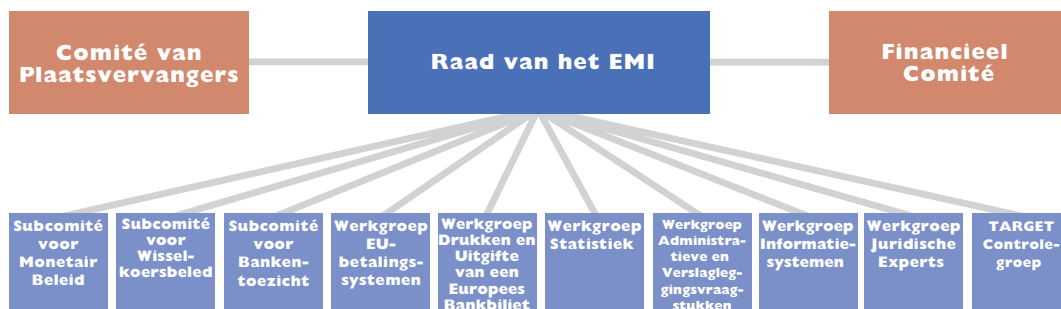 Comité van
Plaatsvervangers
Raad van het EMI
Financieel
Comité
Subcomité
voor
Monetair
Beleid
Subcomité
voor
Wissel-
koersbeled
Subcomité
voor
Banken-
toezicht
Werkgroep
EU-
betalings-
systemen
Werkgroep
Drukken en
Uitgifte
van een
Europees
Bankbiljet
Werkgroep
Statistiek
Werkgroep
Administra-
tieve en
Verslagleg-
gingsvraag-
stukken
Werkgroep
Informatie-
systemen
Werkgroep
Juridische
Experts
TARGET
Controle-
groep